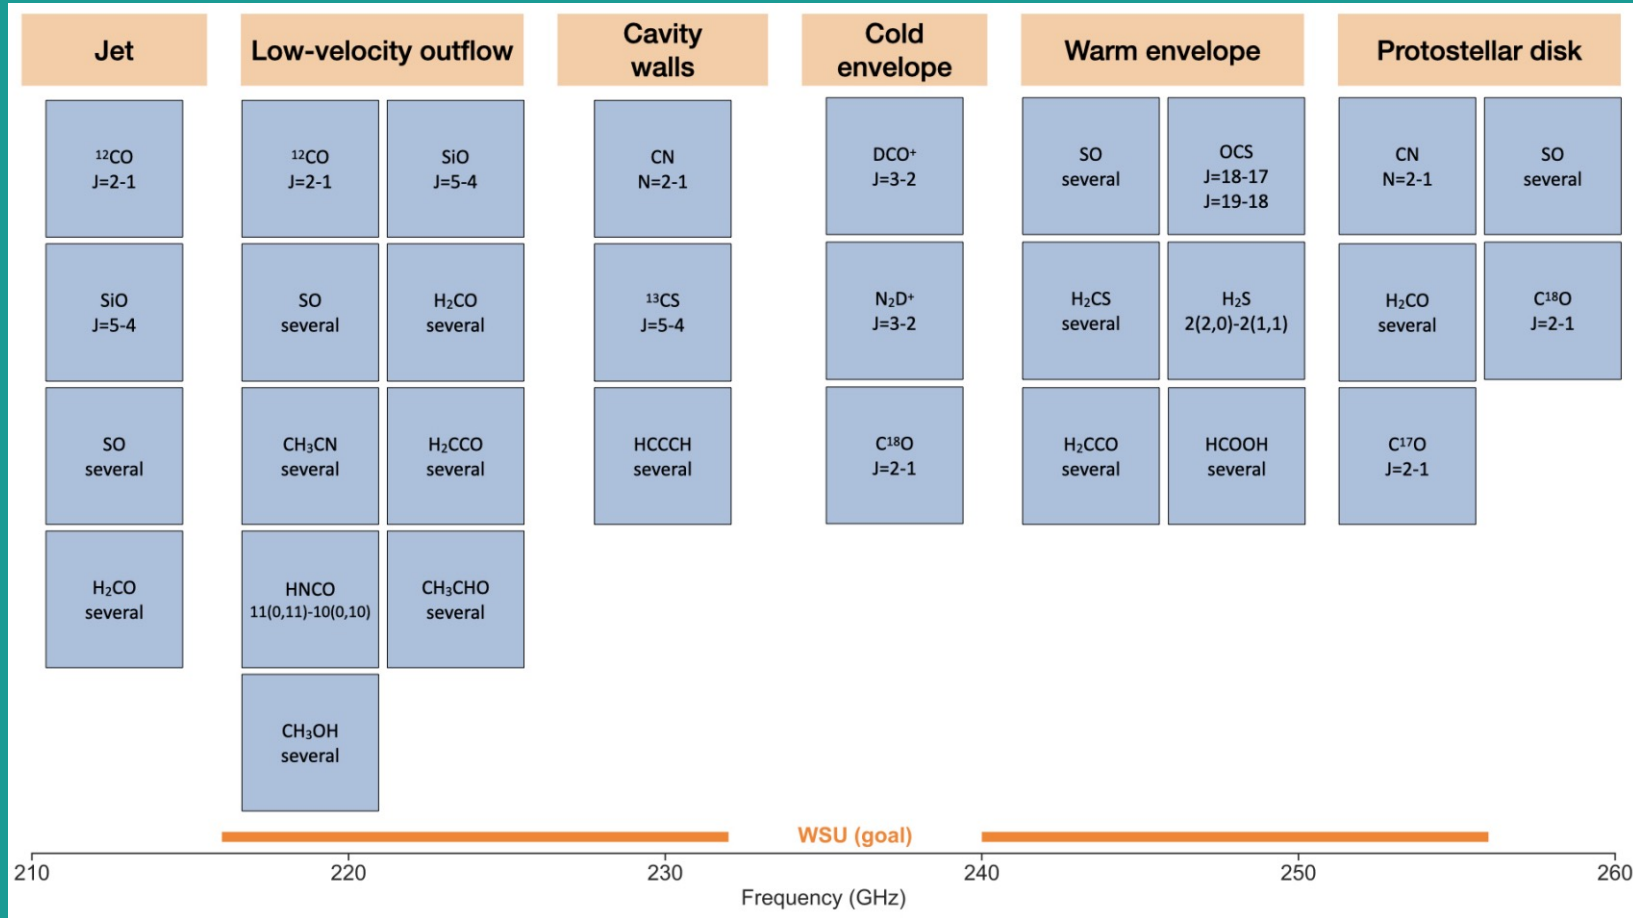 Jet
Low-velocity outflow
Cavity
walls
Cold
envelope
Warm envelope
Protostellar disk
¹²CO
J=2-1
SiO
J=5-4
SO
several
H₂CO
several
¹²CO
J=2-1
SiO
J=5-4
SO
several
H₂CO
several
CH₃CN
several
H₂CCO
several
HNCO
11(0,11)-10(0,10)
CH₃CHO
several
CH₃OH
several
CN
N=2-1
¹³CS
J=5-4
HCCCH
several
DCO⁺
J=3-2
N₂D⁺
J=3-2
C¹⁸O
J=2-1
SO
several
OCS
J=18-17
J=19-18
H₂CS
several
H₂S
2(2,0)-2(1,1)
H₂CCO
several
HCOOH
several
CN
N=2-1
SO
several
H₂CO
several
C¹⁸O
J=2-1
C¹⁷O
J=2-1
WSU (goal)
210 220 230 240 250 260
Frequency (GHz)